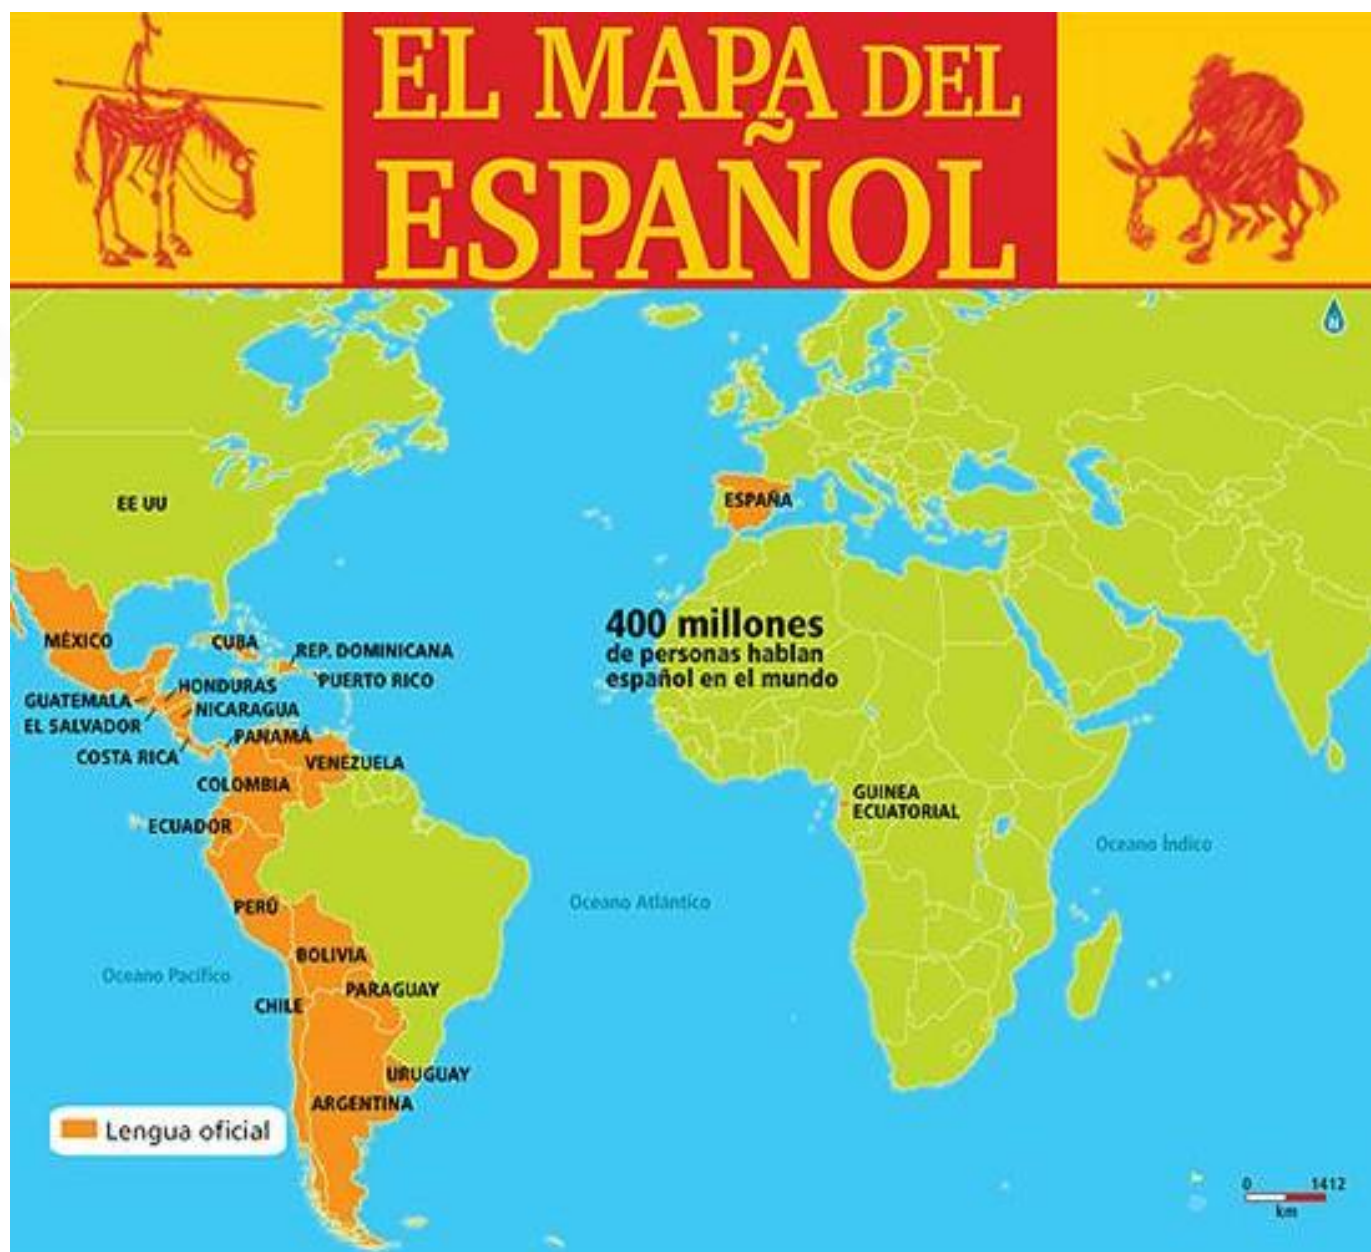 EL MAPA DEL
ESPAÑOL
N
EE UU
ESPAÑA
400 millones
de personas hablan
español en el mundo
MÉXICO
CUBA
REP. DOMINICANA
PUERTO RICO
HONDURAS
GUATEMALA
NICARAGUA
EL SALVADOR
PANAMÁ
COSTA RICA
VENEZUELA
COLOMBIA
GUINEA
ECUATORIAL
ECUADOR
Oceano Índico
Oceano Atlántico
PERÚ
BOLIVIA
Oceano Pacífico
PARAGUAY
CHILE
URUGUAY
ARGENTINA
Lengua oficial
0 1412
km